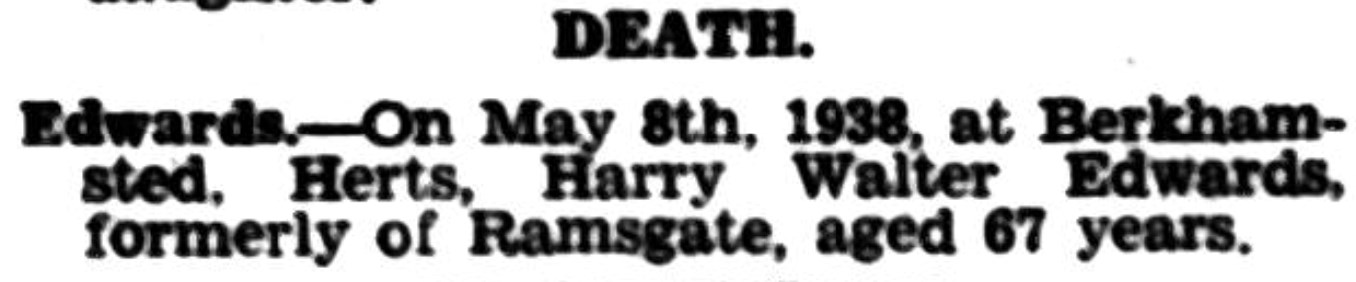 DEATH.
Edwards.—On May 8th, 1938, at Berkham-
sted, Herts, Harry Walter Edwards,
formerly of Ramsgate, aged 67 years.